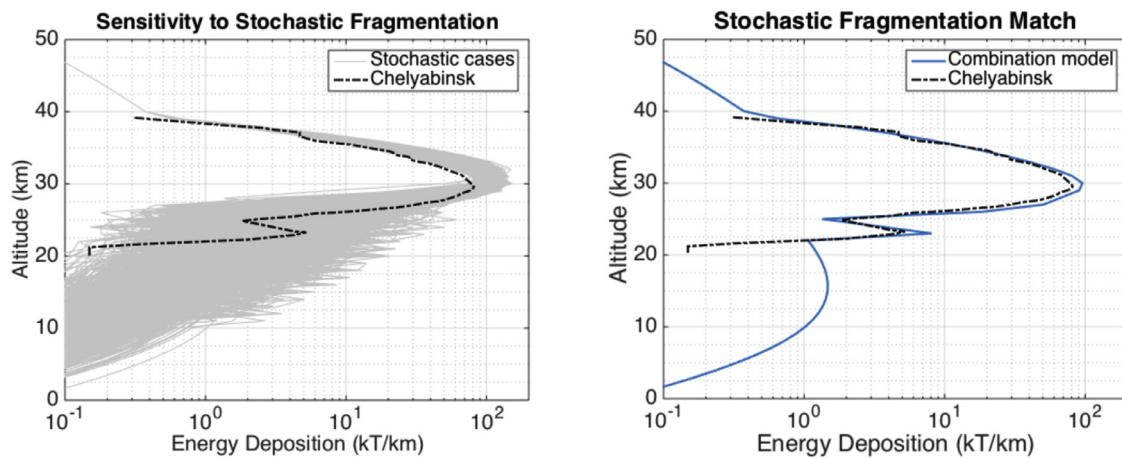 Sensitivity to Stochastic Fragmentation
50
40
30
20
10
0
Altitude (km)
Stochastic cases
Chelyabinsk
10^-1
10^0
10^1
10^2
Energy Deposition (kT/km)
Stochastic Fragmentation Match
50
40
30
20
10
0
Altitude (km)
Combination model
Chelyabinsk
10^-1
10^0
10^1
10^2
Energy Deposition (kT/km)